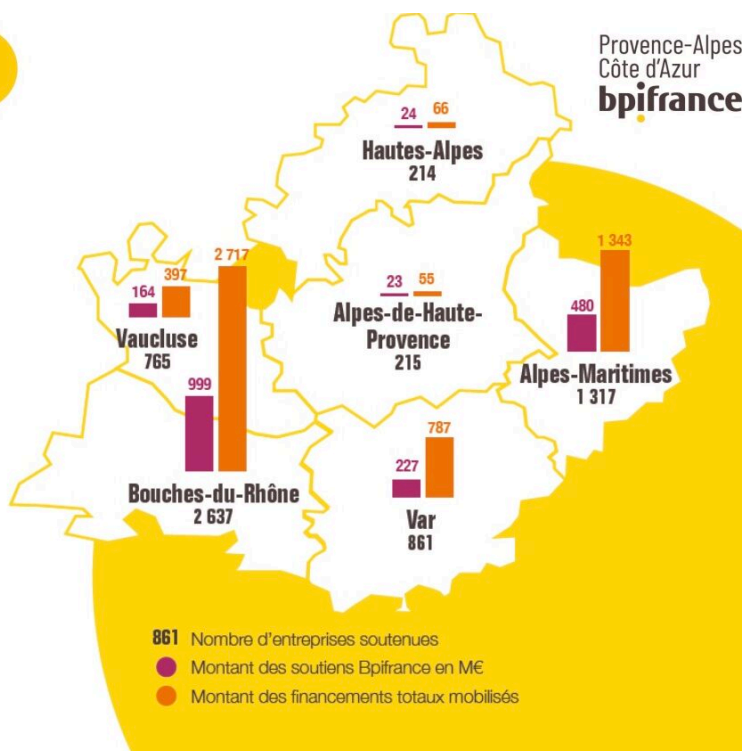 Provence-Alpes
Côte d'Azur
bpifrance
24 66
Hautes-Alpes
214
2 717
164 397
Vaucluse
765
23 55
Alpes-de-Haute-
Provence
215
1 343
480
Alpes-Maritimes
1 317
999
Bouches-du-Rhône
2 637
787
227
Var
861
861 Nombre d'entreprises soutenues
Montant des soutiens Bpifrance en M€
Montant des financements totaux mobilisés